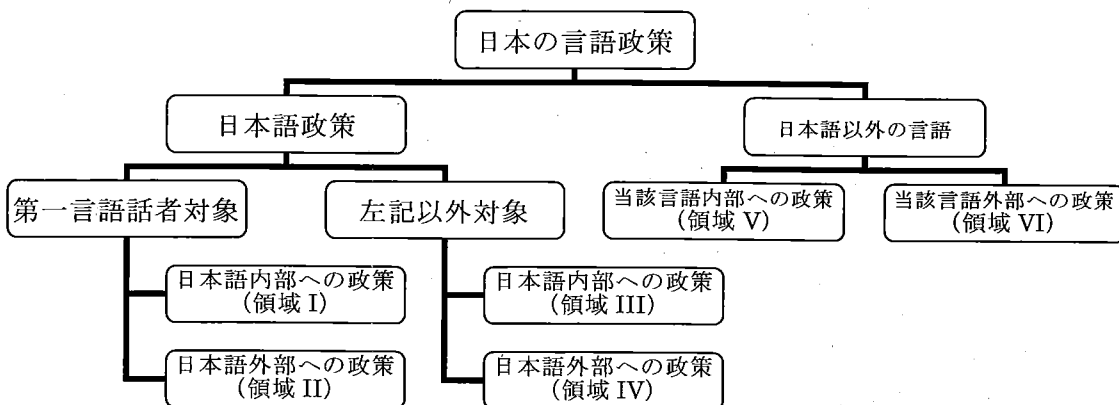 日本の言語政策
日本語政策
日本語以外の言語
第一言語話者対象
左記以外対象
当該言語内部への政策
(領域 V)
当該言語外部への政策
(領域 VI)
日本語内部への政策
(領域 I)
日本語内部への政策
(領域 III)
日本語外部への政策
(領域 II)
日本語外部への政策
(領域 IV)